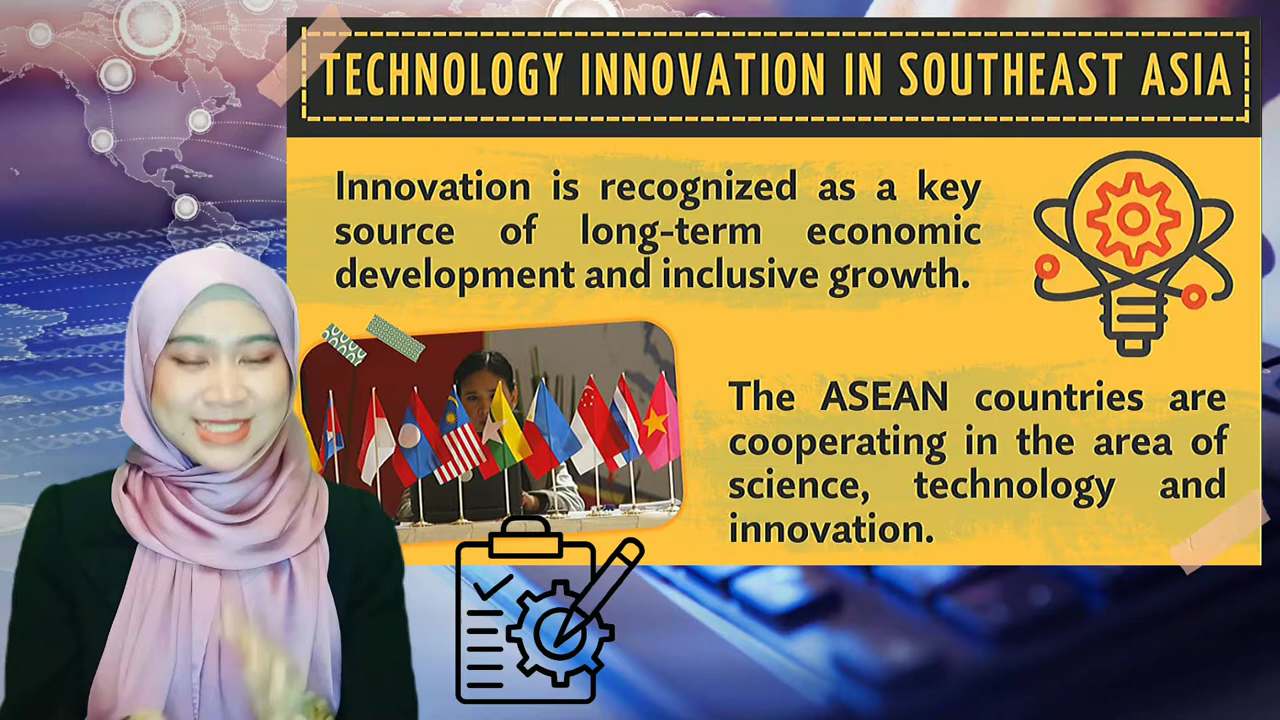 TECHNOLOGY INNOVATION IN SOUTHEAST ASIA
Innovation is recognized as a key
source of long-term economic
development and inclusive growth.
The ASEAN countries are
cooperating in the area of
science, technology and
innovation.